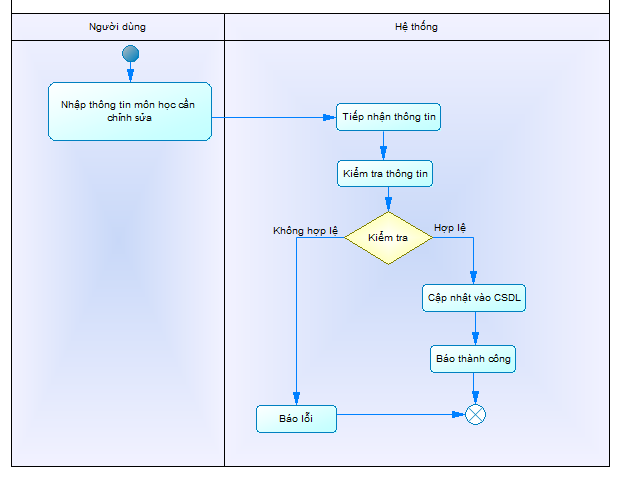 Người dùng
Hệ thống
Nhập thông tin môn học cần
chỉnh sửa
Tiếp nhận thông tin
Kiểm tra thông tin
Không hợp lệ
Kiểm tra
Hợp lệ
Cập nhật vào CSDL
Báo thành công
Báo lỗi